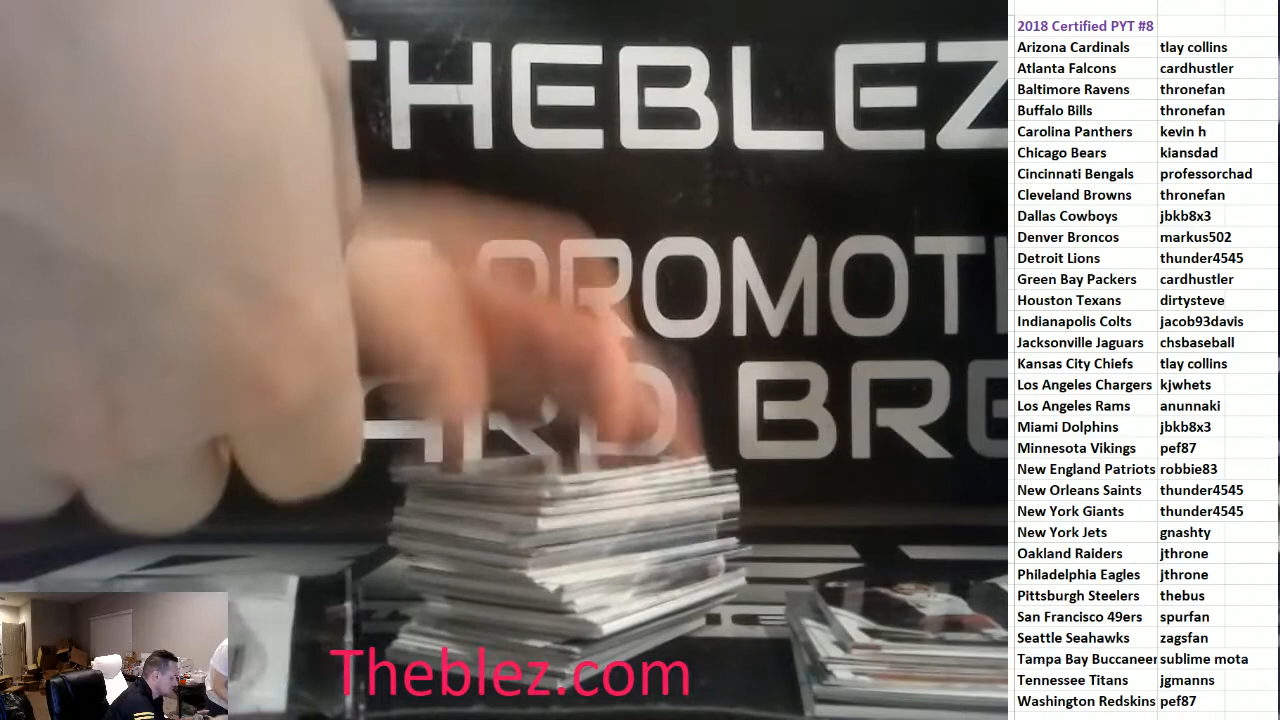 THEBLEZ
PROMOTI
ARD BRE
Theblez.com
2018 Certified PYT #8
Arizona Cardinals tlay collins
Atlanta Falcons cardhustler
Baltimore Ravens thronefan
Buffalo Bills thronefan
Carolina Panthers kevin h
Chicago Bears kiansdad
Cincinnati Bengals professorchad
Cleveland Browns thronefan
Dallas Cowboys jbkb8x3
Denver Broncos markus502
Detroit Lions thunder4545
Green Bay Packers cardhustler
Houston Texans dirtysteve
Indianapolis Colts jacob93davis
Jacksonville Jaguars chsbaseball
Kansas City Chiefs tlay collins
Los Angeles Chargers kjwhets
Los Angeles Rams anunnaki
Miami Dolphins jbkb8x3
Minnesota Vikings pef87
New England Patriots robbie83
New Orleans Saints thunder4545
New York Giants thunder4545
New York Jets gnashty
Oakland Raiders jthrone
Philadelphia Eagles jthrone
Pittsburgh Steelers thebus
San Francisco 49ers spurfan
Seattle Seahawks zagsfan
Tampa Bay Buccaneer sublime mota
Tennessee Titans jgmanns
Washington Redskins pef87